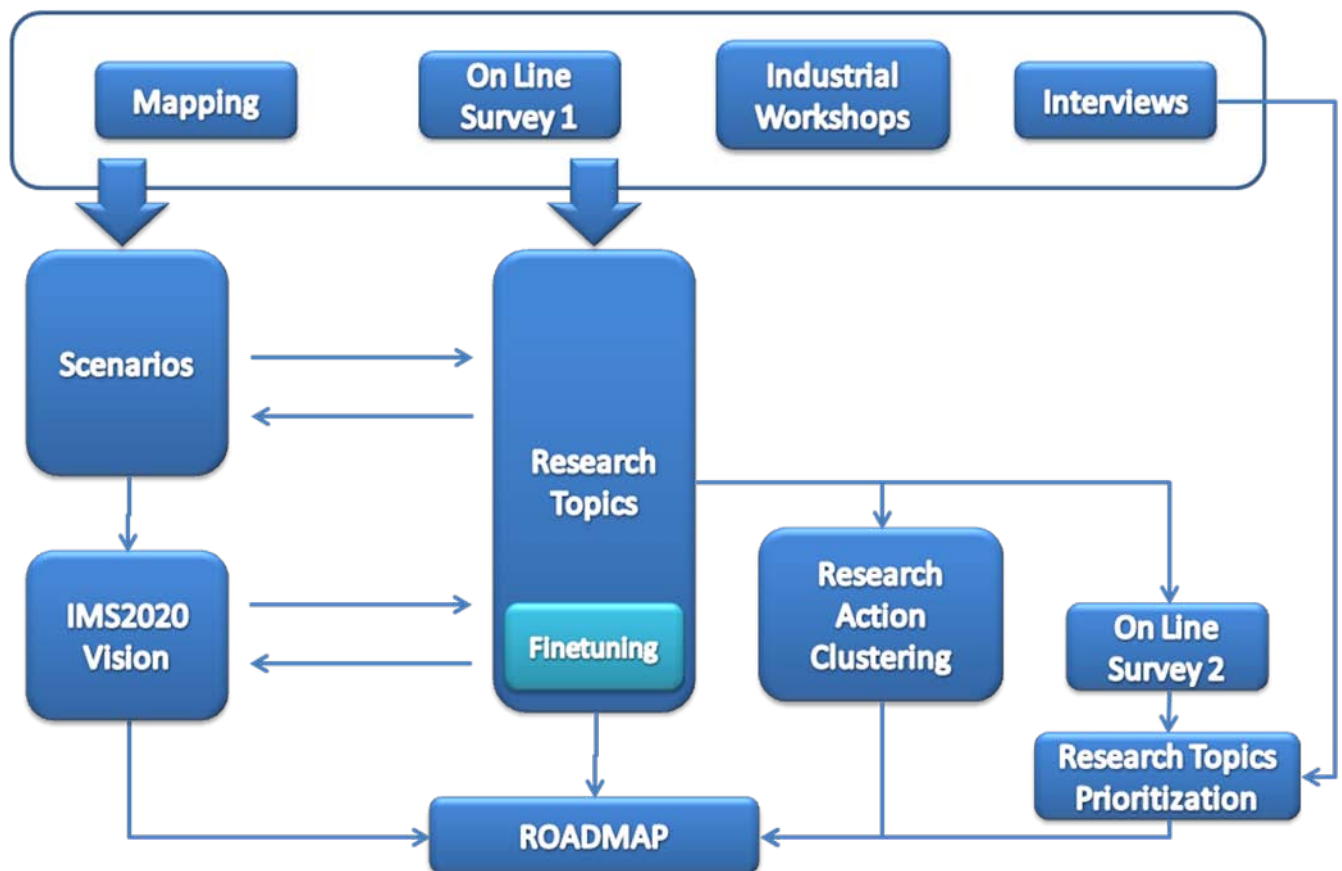 Mapping
On Line
Survey 1
Industrial
Workshops
Interviews
Scenarios
Research
Topics
IMS2020
Vision
Finetuning
Research
Action
Clustering
On Line
Survey 2
Research Topics
Prioritization
ROADMAP